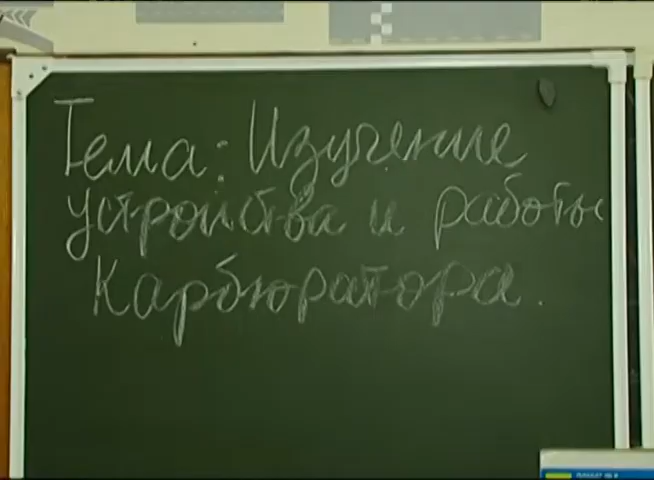 Тема: Изучение
устройства и работы
Карбюратора.